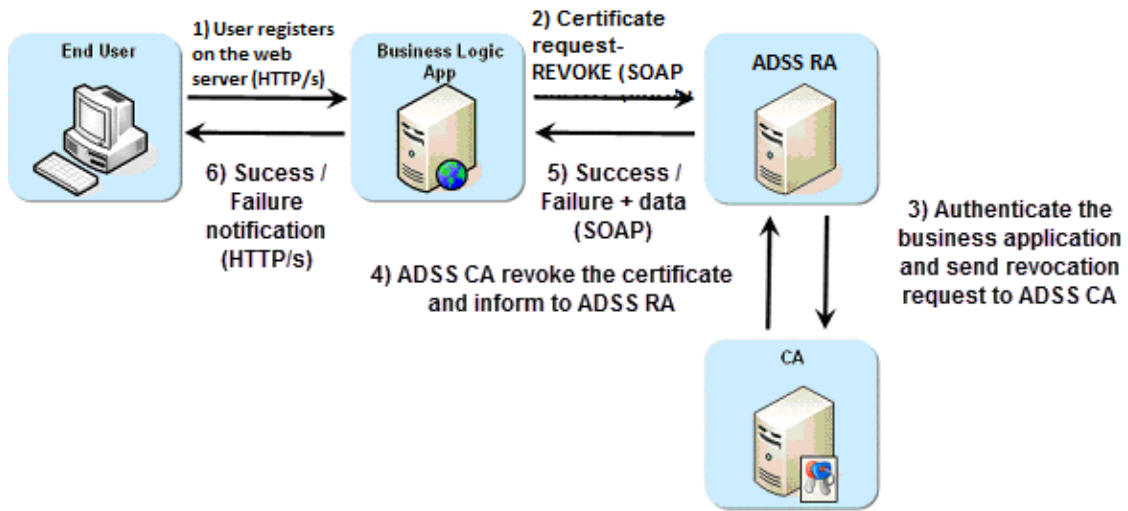 End User
1) User registers
on the web
server (HTTP/s)
Business Logic
App
2) Certificate
request-
REVOKE (SOAP
ADSS RA
6) Sucess /
Failure
notification
(HTTP/s)
5) Success /
Failure + data
(SOAP)
4) ADSS CA revoke the certificate
and inform to ADSS RA
3) Authenticate the
business application
and send revocation
request to ADSS CA
CA